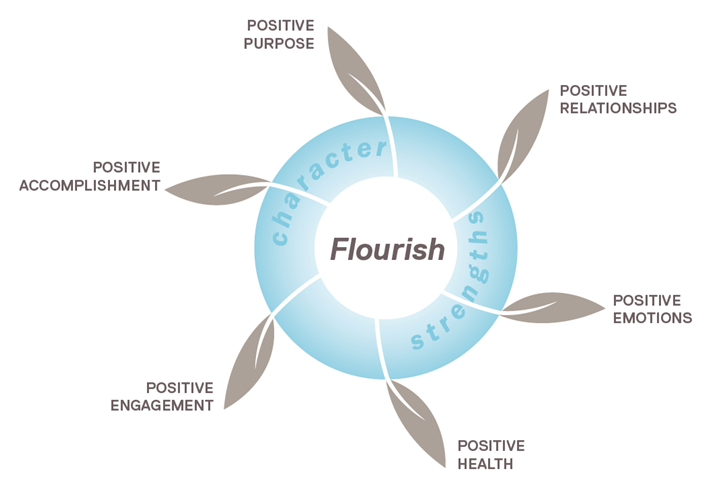 POSITIVE
PURPOSE
POSITIVE
RELATIONSHIPS
POSITIVE
ACCOMPLISHMENT
character
strengths
Flourish
POSITIVE
EMOTIONS
POSITIVE
ENGAGEMENT
POSITIVE
HEALTH